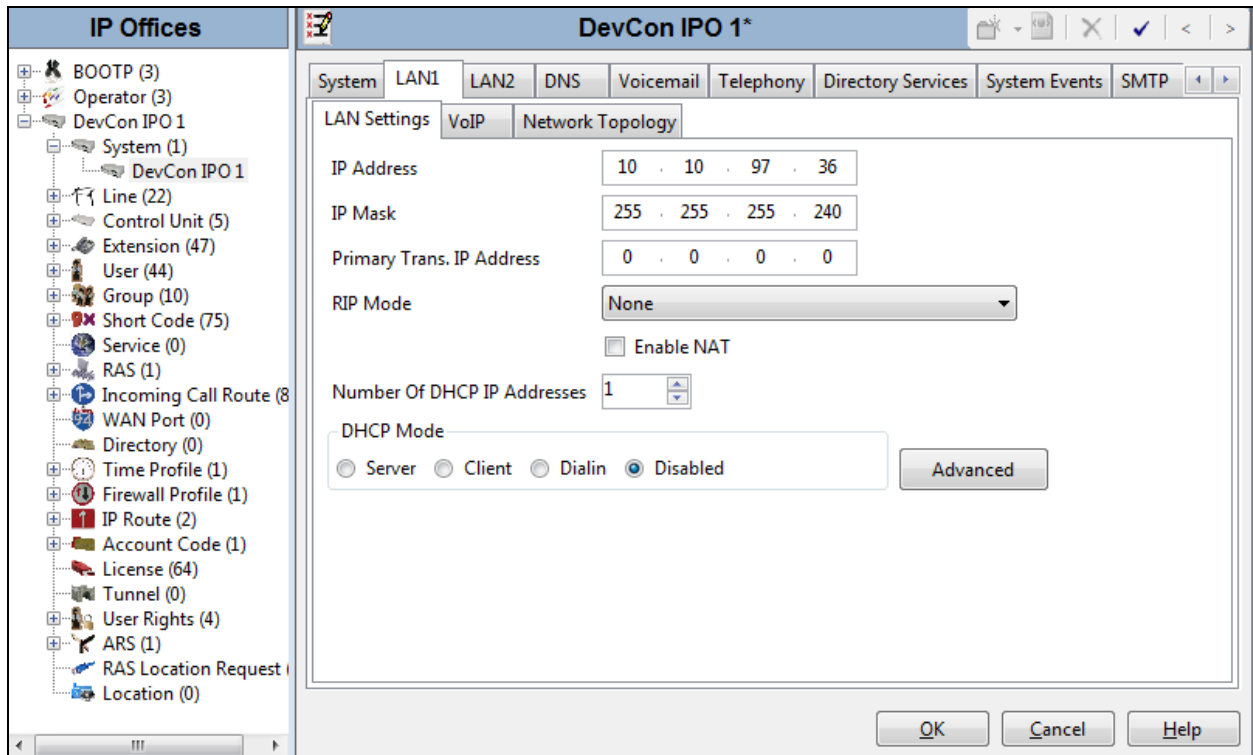 IP Offices
BOOTP (3)
Operator (3)
DevCon IPO 1
System (1)
DevCon IPO 1
Line (22)
Control Unit (5)
Extension (47)
User (44)
Group (10)
Short Code (75)
Service (0)
RAS (1)
Incoming Call Route (8
WAN Port (0)
Directory (0)
Time Profile (1)
Firewall Profile (1)
IP Route (2)
Account Code (1)
License (64)
Tunnel (0)
User Rights (4)
ARS (1)
RAS Location Request (
Location (0)
DevCon IPO 1*
System LAN1 LAN2 DNS Voicemail Telephony Directory Services System Events SMTP
LAN Settings VoIP Network Topology
IP Address 10 . 10 . 97 . 36
IP Mask 255 . 255 . 255 . 240
Primary Trans. IP Address 0 . 0 . 0 . 0
RIP Mode None
Enable NAT
Number Of DHCP IP Addresses 1
DHCP Mode
Server Client Dialin Disabled Advanced
OK Cancel Help